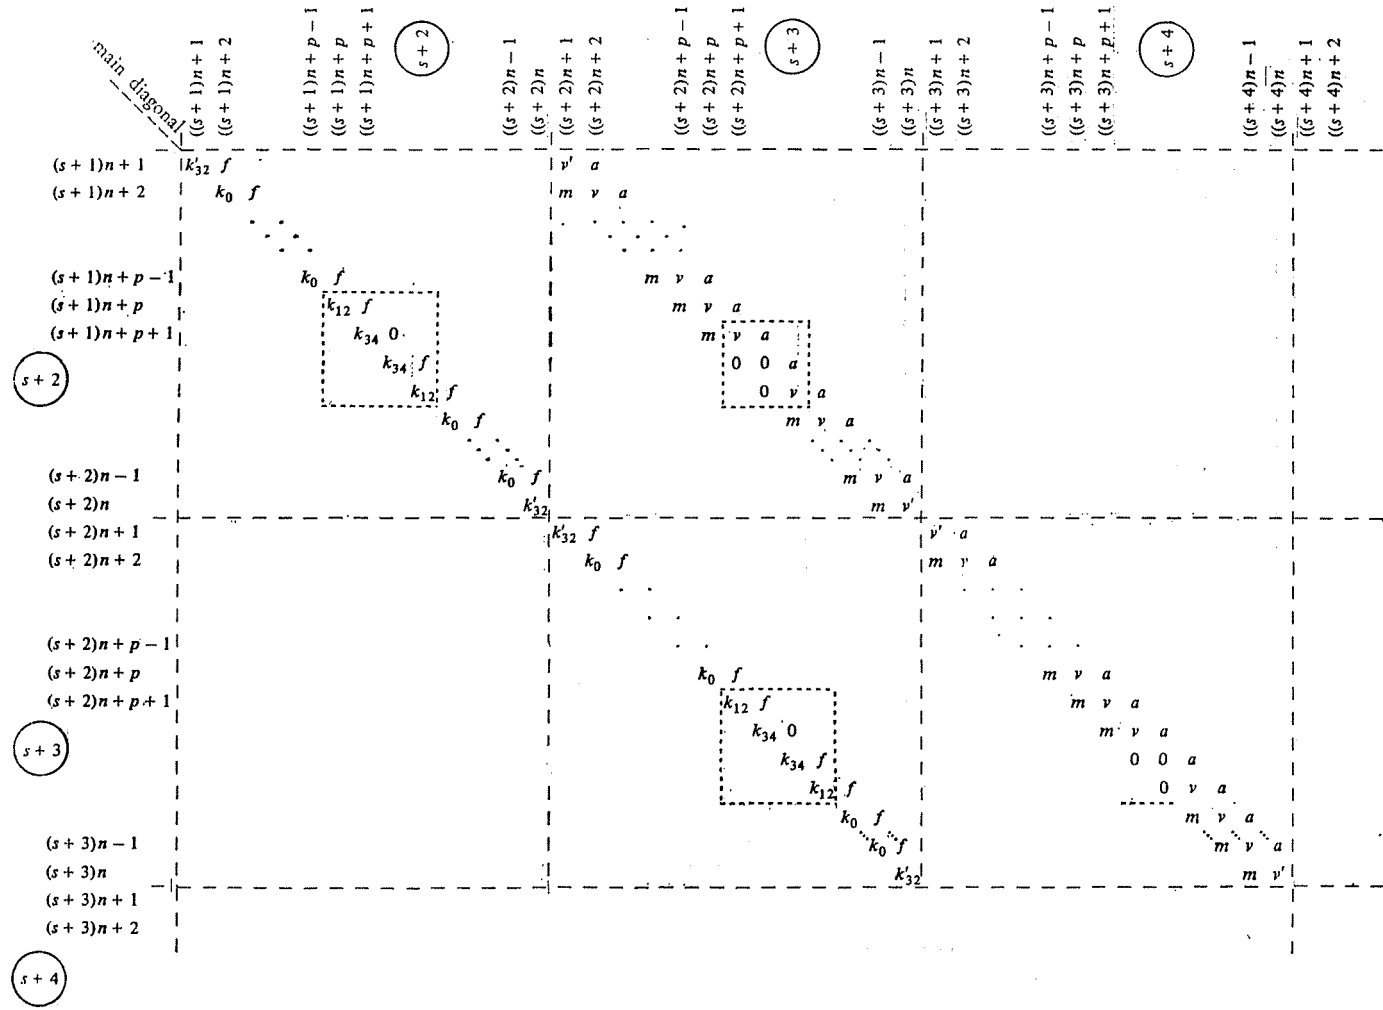 main diagonal
((s + 1)n + 1
((s + 1)n + 2
((s + 1)n + p − 1
((s + 1)n + p
((s + 1)n + p + 1
s + 2
((s + 2)n − 1
((s + 2)n
((s + 2)n + 1
((s + 2)n + 2
((s + 2)n + p − 1
((s + 2)n + p
((s + 2)n + p + 1
s + 3
((s + 3)n − 1
((s + 3)n
((s + 3)n + 1
((s + 3)n + 2
((s + 3)n + p − 1
((s + 3)n + p
((s + 3)n + p + 1
s + 4
((s + 4)n − 1
((s + 4)n
((s + 4)n + 1
((s + 4)n + 2
(s + 1)n + 1 k′32 f v′ a
(s + 1)n + 2 k0 f m v a
(s + 1)n + p − 1 k0 f m v a
(s + 1)n + p k12 f m v a
(s + 1)n + p + 1 k34 0 m v a
s + 2 k34 f 0 0 a
k12 f 0 v a
k0 f m v a
(s + 2)n − 1 k0 f m v a
(s + 2)n k′32 m v′
(s + 2)n + 1 k′32 f v′ a
(s + 2)n + 2 k0 f m v a
(s + 2)n + p − 1
(s + 2)n + p k0 f m v a
(s + 2)n + p + 1 k12 f m v a
k34 0 m v a
s + 3 k34 f 0 0 a
k12 f 0 v a
k0 f m v a
(s + 3)n − 1 k0 f m v a
(s + 3)n k′32 m v′
(s + 3)n + 1
(s + 3)n + 2
s + 4